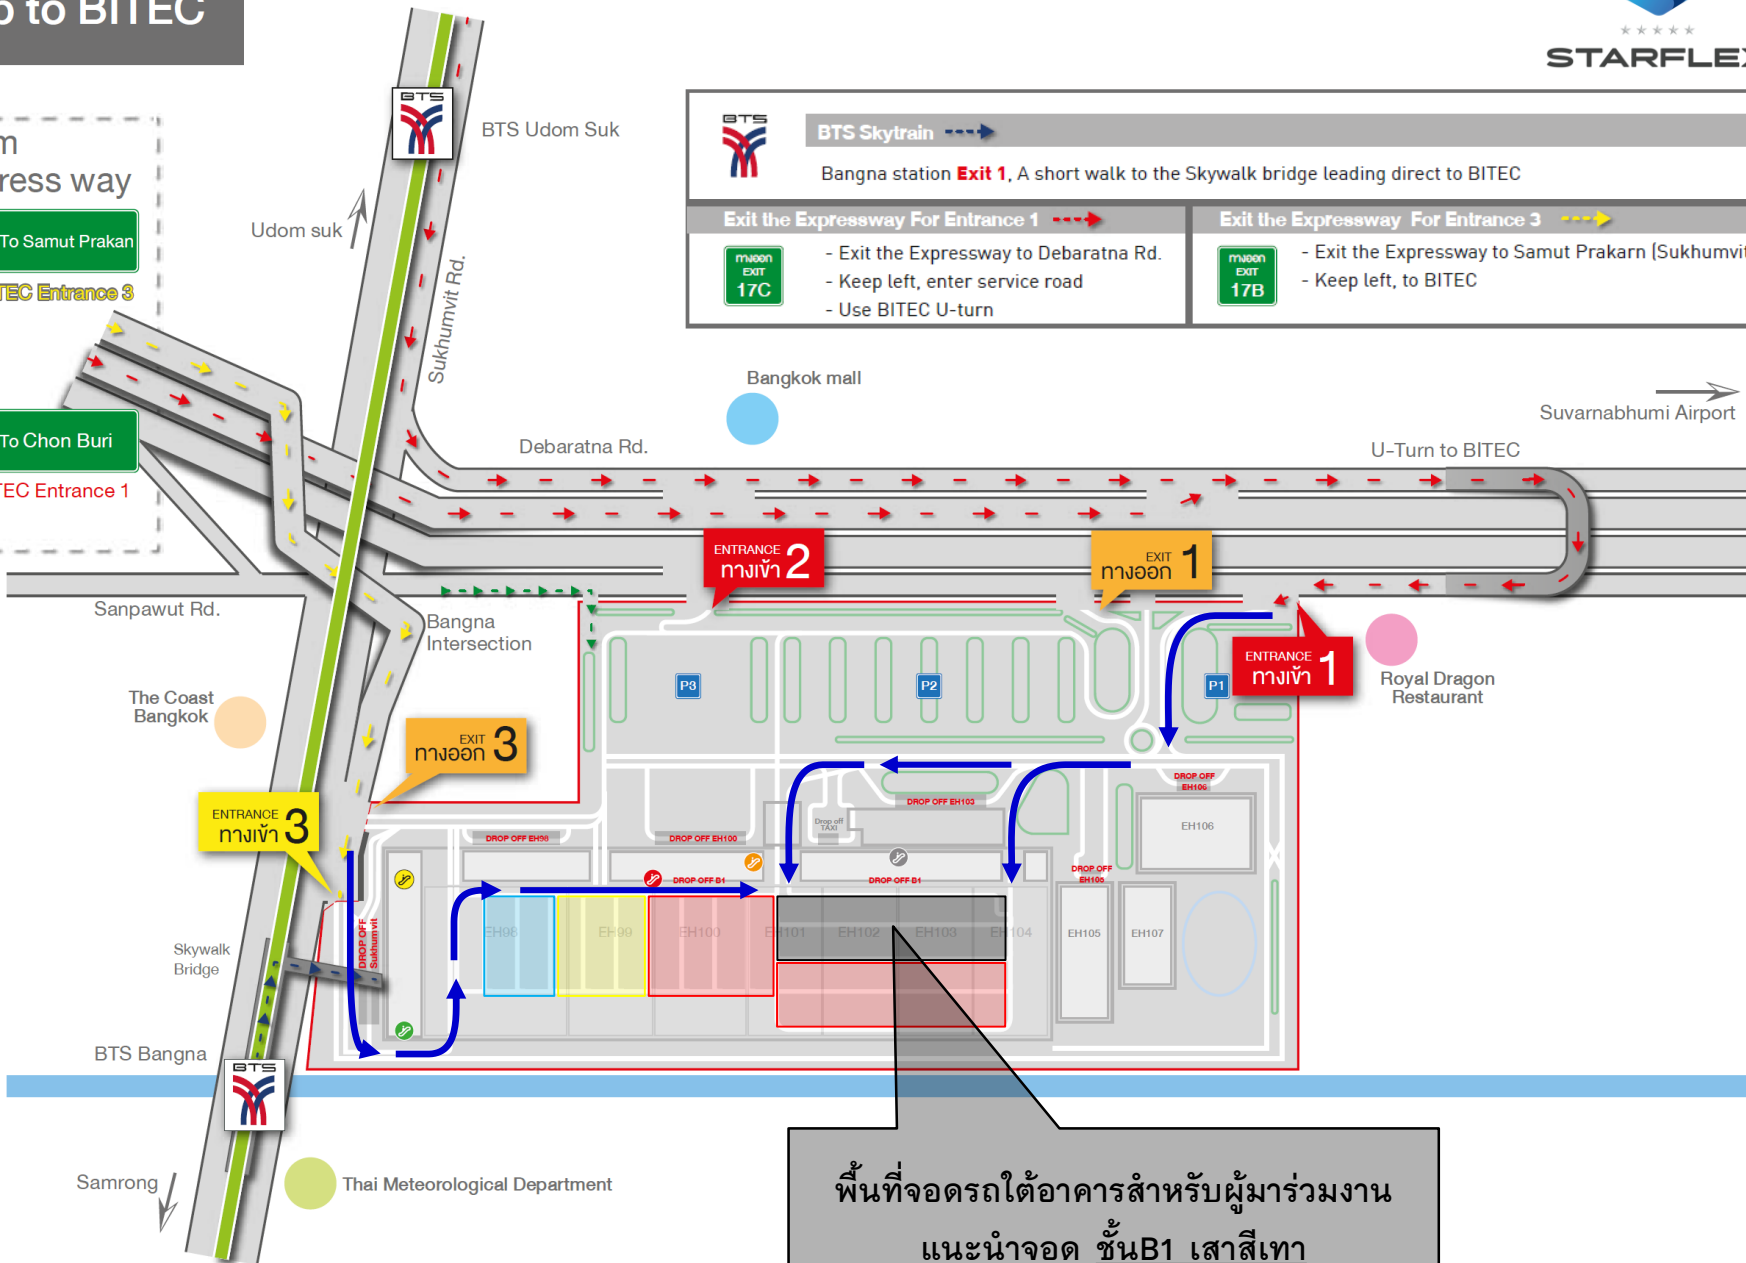 to BITEC
STARFLEX
ress way
To Samut Prakan
TEC Entrance 3
To Chon Buri
TEC Entrance 1
BTS
BTS Udom Suk
Udom suk
Sukhumvit Rd.
BTS
BTS Skytrain
Bangna station Exit 1, A short walk to the Skywalk bridge leading direct to BITEC
Exit the Expressway For Entrance 1
ทางออก
EXIT
17C
- Exit the Expressway to Debaratna Rd.
- Keep left, enter service road
- Use BITEC U-turn
Exit the Expressway For Entrance 3
ทางออก
EXIT
17B
- Exit the Expressway to Samut Prakarn (Sukhumvit
- Keep left, to BITEC
Bangkok mall
Suvarnabhumi Airport
Debaratna Rd.
U-Turn to BITEC
ENTRANCE
ทางเข้า 2
EXIT
ทางออก 1
Sanpawut Rd.
Bangna
Intersection
ENTRANCE
ทางเข้า 1
Royal Dragon
Restaurant
P3
P2
P1
The Coast
Bangkok
EXIT
ทางออก 3
ENTRANCE
ทางเข้า 3
DROP OFF
EH106
DROP OFF EH103
Drop off
TAXI
EH106
DROP OFF EH98
DROP OFF EH100
DROP OFF B1
DROP OFF B1
DROP OFF
EH106
DROP OFF
Sukhumvit
EH98
EH99
EH100
EH101
EH102
EH103
EH104
EH105
EH107
Skywalk
Bridge
BTS Bangna
BTS
Samrong
Thai Meteorological Department
พื้นที่จอดรถใต้อาคารสำหรับผู้มาร่วมงาน
แนะนำจอด ชั้นB1 เสาสีเทา